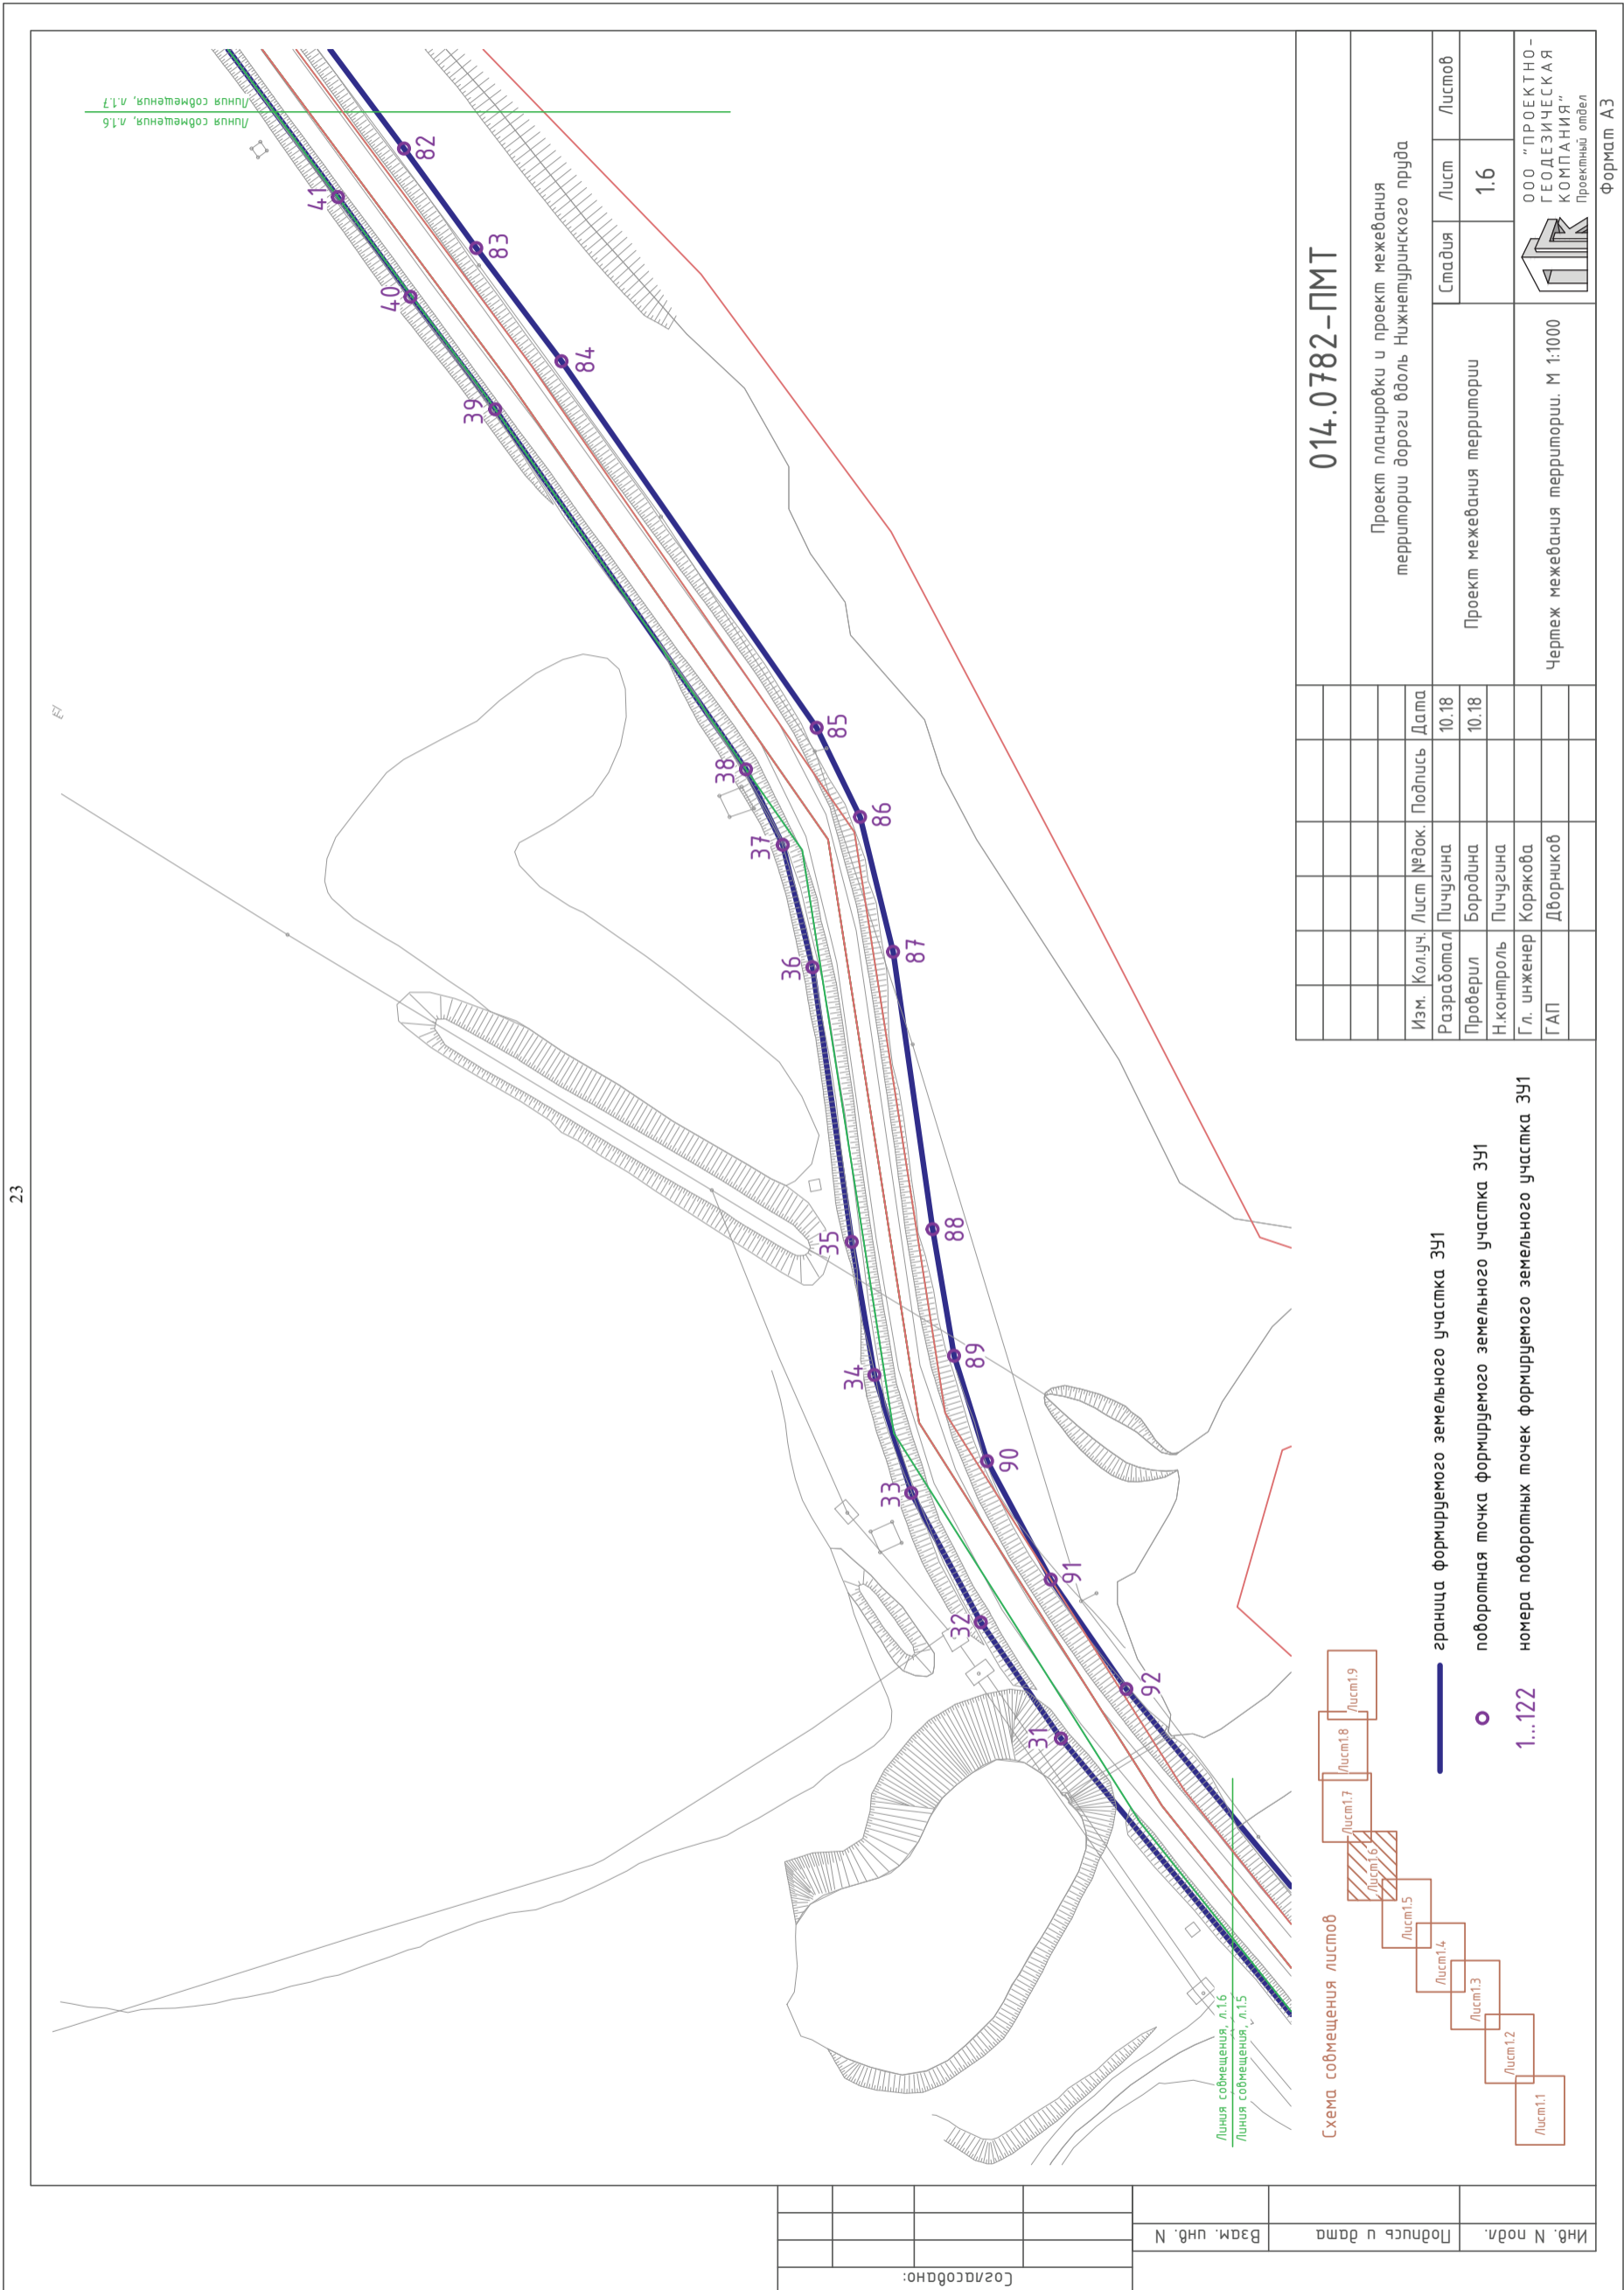 23
Линия совмещения, л.1.7
Линия совмещения, л.1.6
41
40
39
38
37
36
35
34
33
32
31
82
83
84
85
86
87
88
89
90
91
92
Линия совмещения, л.1.6
Линия совмещения, л.1.5
Схема совмещения листов
Лист1.1
Лист1.2
Лист1.3
Лист1.4
Лист1.5
Лист1.6
Лист1.7
Лист1.8
Лист1.9
граница формируемого земельного участка ЗУ1
поворотная точка формируемого земельного участка ЗУ1
1...122 номера поворотных точек формируемого земельного участка ЗУ1
014.0782-ПМТ
Проект планировки и проект межевания
территории дороги вдоль Нижнетуринского пруда
Изм. Кол.уч. Лист №док. Подпись Дата
Разработал Пичугина 10.18
Проверил Бородина 10.18
Н.контроль Пичугина
Гл. инженер Корякова
ГАП Дворников
Проект межевания территории
Стадия Лист Листов
1.6
Чертеж межевания территории. М 1:1000
ООО "ПРОЕКТНО-
ГЕОДЕЗИЧЕСКАЯ
КОМПАНИЯ"
Проектный отдел
Формат А3
Согласовано:
Взам. инв. N
Подпись и дата
Инв. N подл.